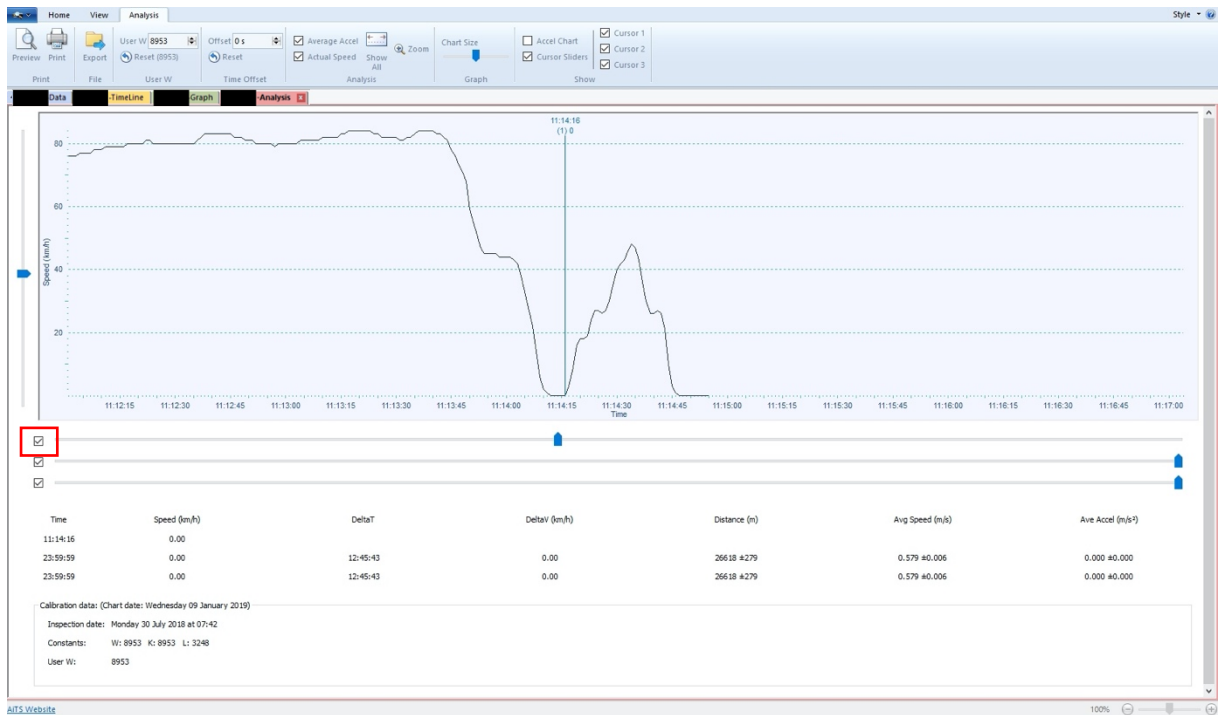 Home View Analysis Style
Preview Print Export User W 8953 Offset 0 s Average Accel Show All Zoom Chart Size Accel Chart Cursor 1
Reset (8953) Reset Actual Speed Cursor Sliders Cursor 2
Cursor 3
Print File User W Time Offset Analysis Graph Show
Data -TimeLine Graph -Analysis
11:14:16
(1) 0
80
60
40
20
Speed (km/h)
11:12:15 11:12:30 11:12:45 11:13:00 11:13:15 11:13:30 11:13:45 11:14:00 11:14:15 11:14:30 11:14:45 11:15:00 11:15:15 11:15:30 11:15:45 11:16:00 11:16:15 11:16:30 11:16:45 11:17:00
Time
Time Speed (km/h) DeltaT DeltaV (km/h) Distance (m) Avg Speed (m/s) Ave Accel (m/s²)
11:14:16 0.00
23:59:59 0.00 12:45:43 0.00 26618 ±279 0.579 ±0.006 0.000 ±0.000
23:59:59 0.00 12:45:43 0.00 26618 ±279 0.579 ±0.006 0.000 ±0.000
Calibration data: (Chart date: Wednesday 09 January 2019)
Inspection date: Monday 30 July 2018 at 07:42
Constants: W: 8953 K: 8953 L: 3248
User W: 8953
AiTS Website 100%